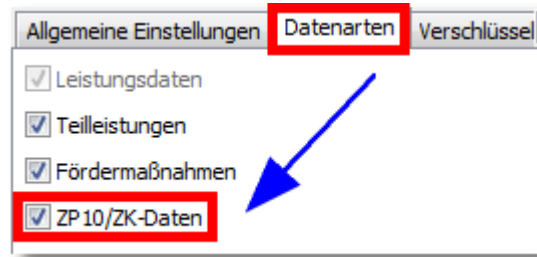 Allgemeine Einstellungen Datenarten Verschlüssel
Leistungsdaten
Teilleistungen
Fördermaßnahmen
ZP10/ZK-Daten